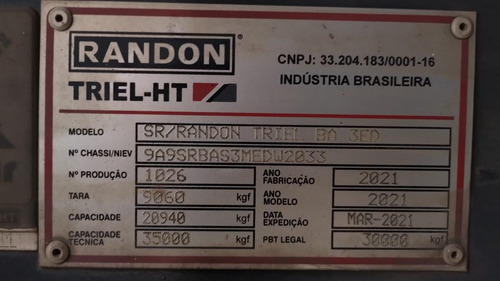 RANDON
TRIEL-HT
CNPJ: 33.204.183/0001-16
INDÚSTRIA BRASILEIRA
MODELO SR/RANDON TRIEL BA 3ED
Nº CHASSI/NIEV 9A9SRBAS3MEDW2033
Nº PRODUÇÃO 1026 ANO FABRICAÇÃO 2021
TARA 9060 kgf ANO MODELO 2021
CAPACIDADE 20940 kgf DATA EXPEDIÇÃO MAR-2021
CAPACIDADE TÉCNICA 35000 kgf PBT LEGAL 30000 kgf